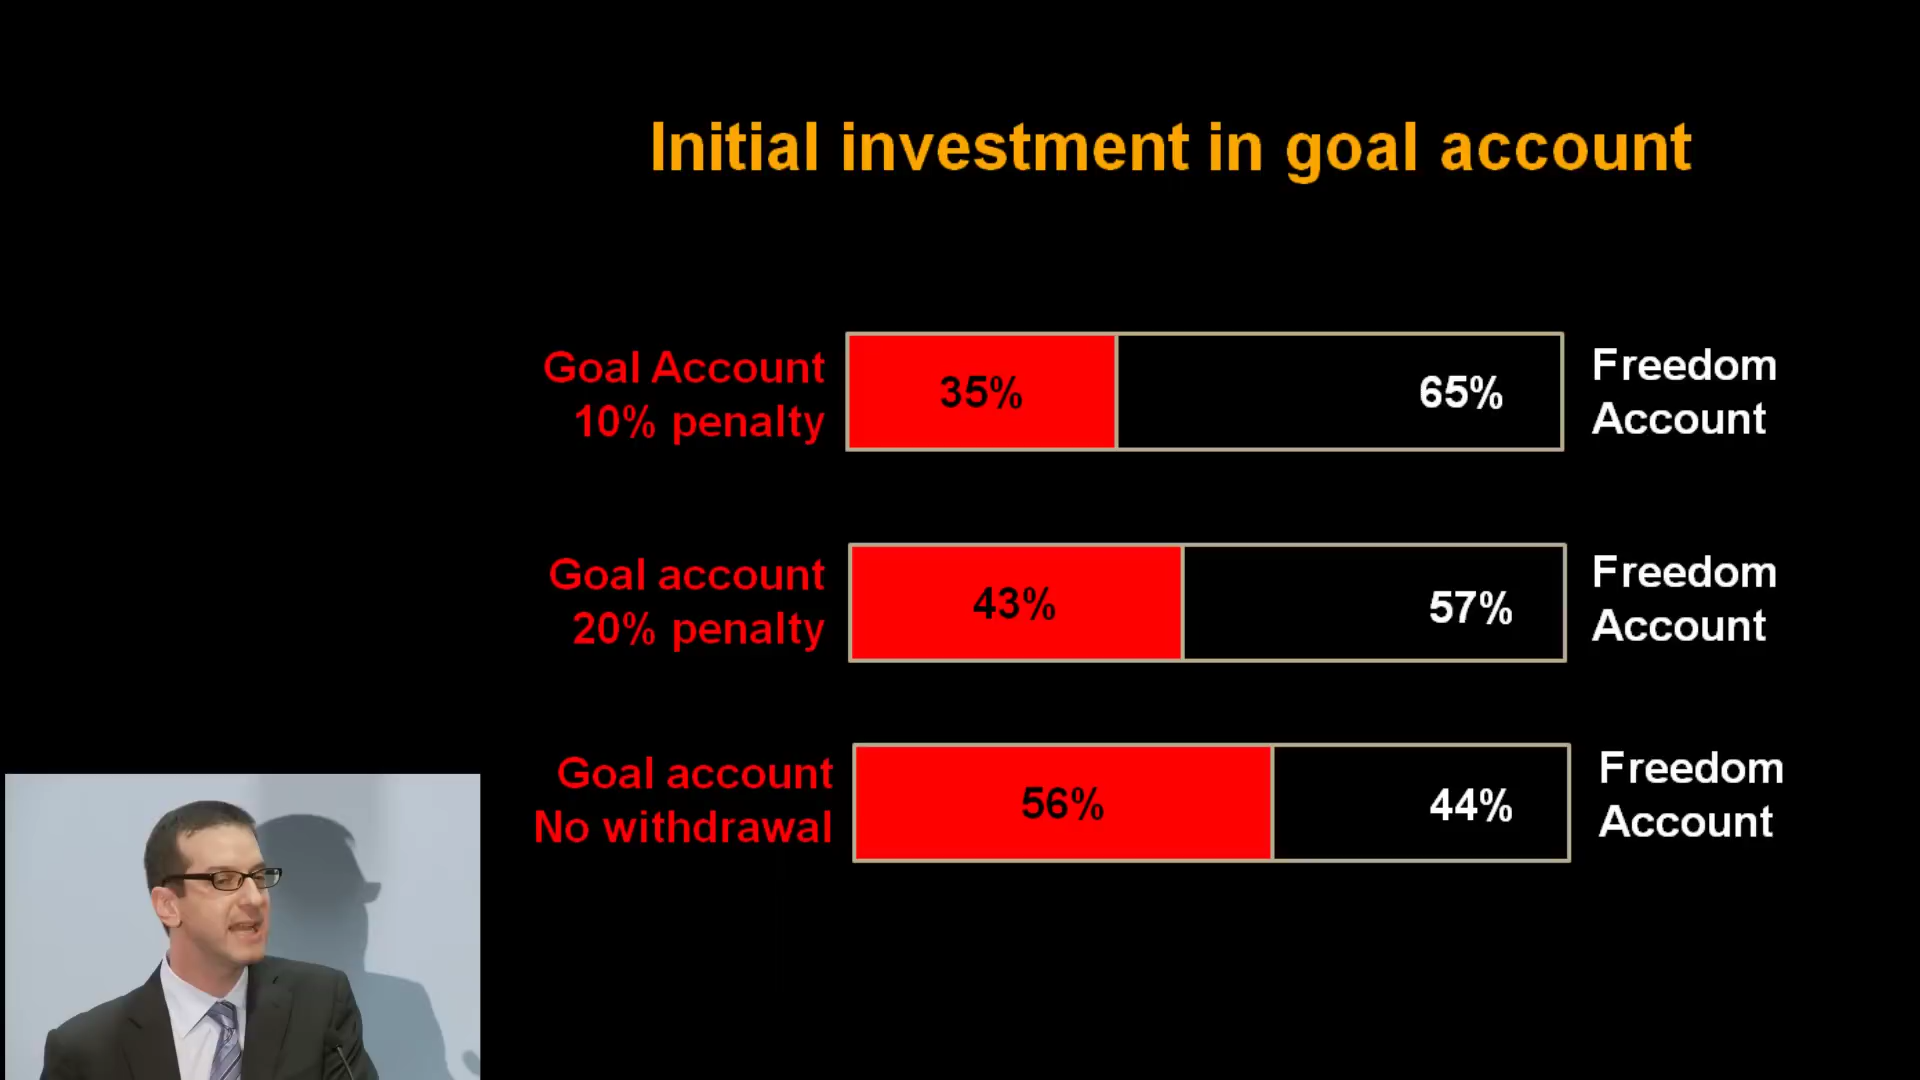 Initial investment in goal account
Goal Account
10% penalty
35%
65%
Freedom
Account
Goal account
20% penalty
43%
57%
Freedom
Account
Goal account
No withdrawal
56%
44%
Freedom
Account